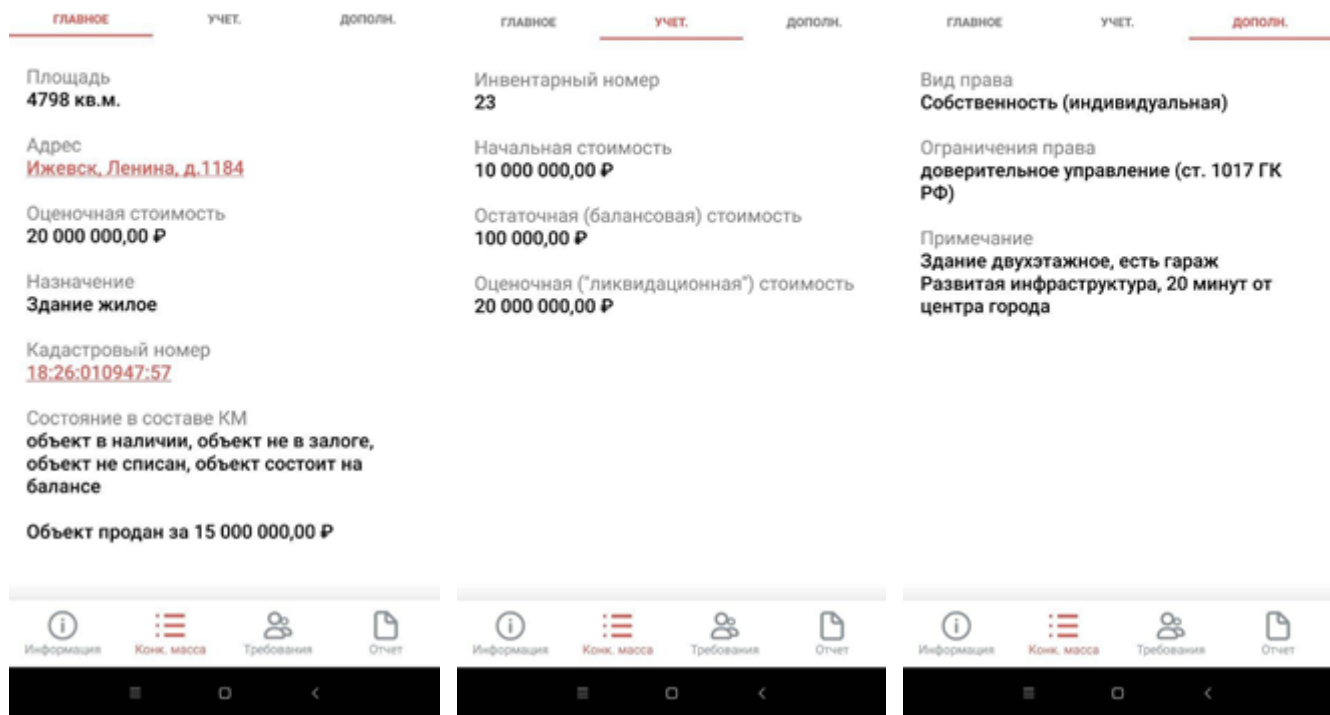 ГЛАВНОЕ УЧЕТ. ДОПОЛН.
Площадь
4798 кв.м.
Адрес
Ижевск, Ленина, д.1184
Оценочная стоимость
20 000 000,00 ₽
Назначение
Здание жилое
Кадастровый номер
18:26:010947:57
Состояние в составе КМ
объект в наличии, объект не в залоге,
объект не списан, объект состоит на
балансе
Объект продан за 15 000 000,00 ₽
Информация Конк. масса Требования Отчет
ГЛАВНОЕ УЧЕТ. ДОПОЛН.
Инвентарный номер
23
Начальная стоимость
10 000 000,00 ₽
Остаточная (балансовая) стоимость
100 000,00 ₽
Оценочная ("ликвидационная") стоимость
20 000 000,00 ₽
Информация Конк. масса Требования Отчет
ГЛАВНОЕ УЧЕТ. ДОПОЛН.
Вид права
Собственность (индивидуальная)
Ограничения права
доверительное управление (ст. 1017 ГК
РФ)
Примечание
Здание двухэтажное, есть гараж
Развитая инфраструктура, 20 минут от
центра города
Информация Конк. масса Требования Отчет